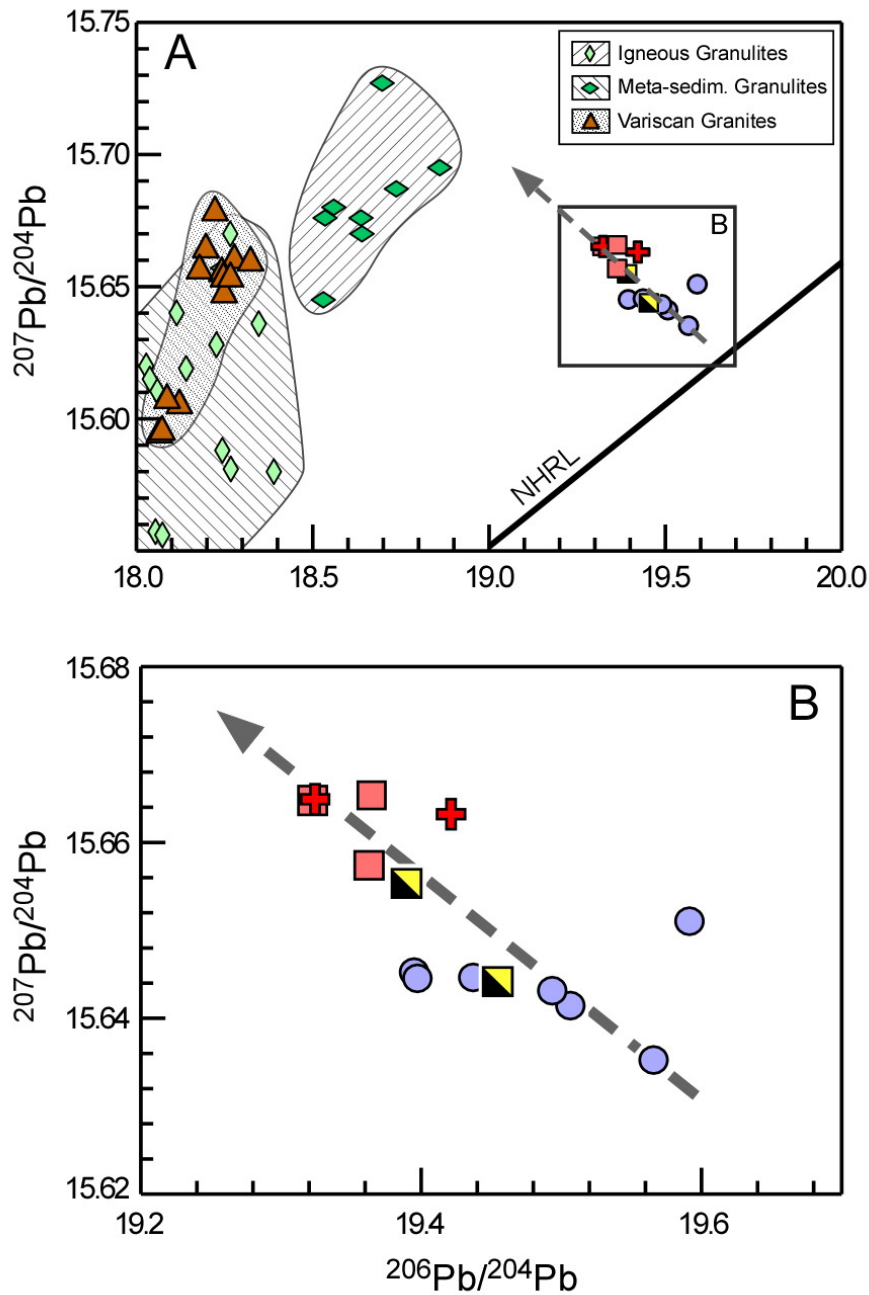 A
15.75
15.70
15.65
15.60
207Pb/204Pb
Igneous Granulites
Meta-sedim. Granulites
Variscan Granites
B
NHRL
18.0 18.5 19.0 19.5 20.0
B
15.68
15.66
15.64
15.62
207Pb/204Pb
19.2 19.4 19.6
206Pb/204Pb